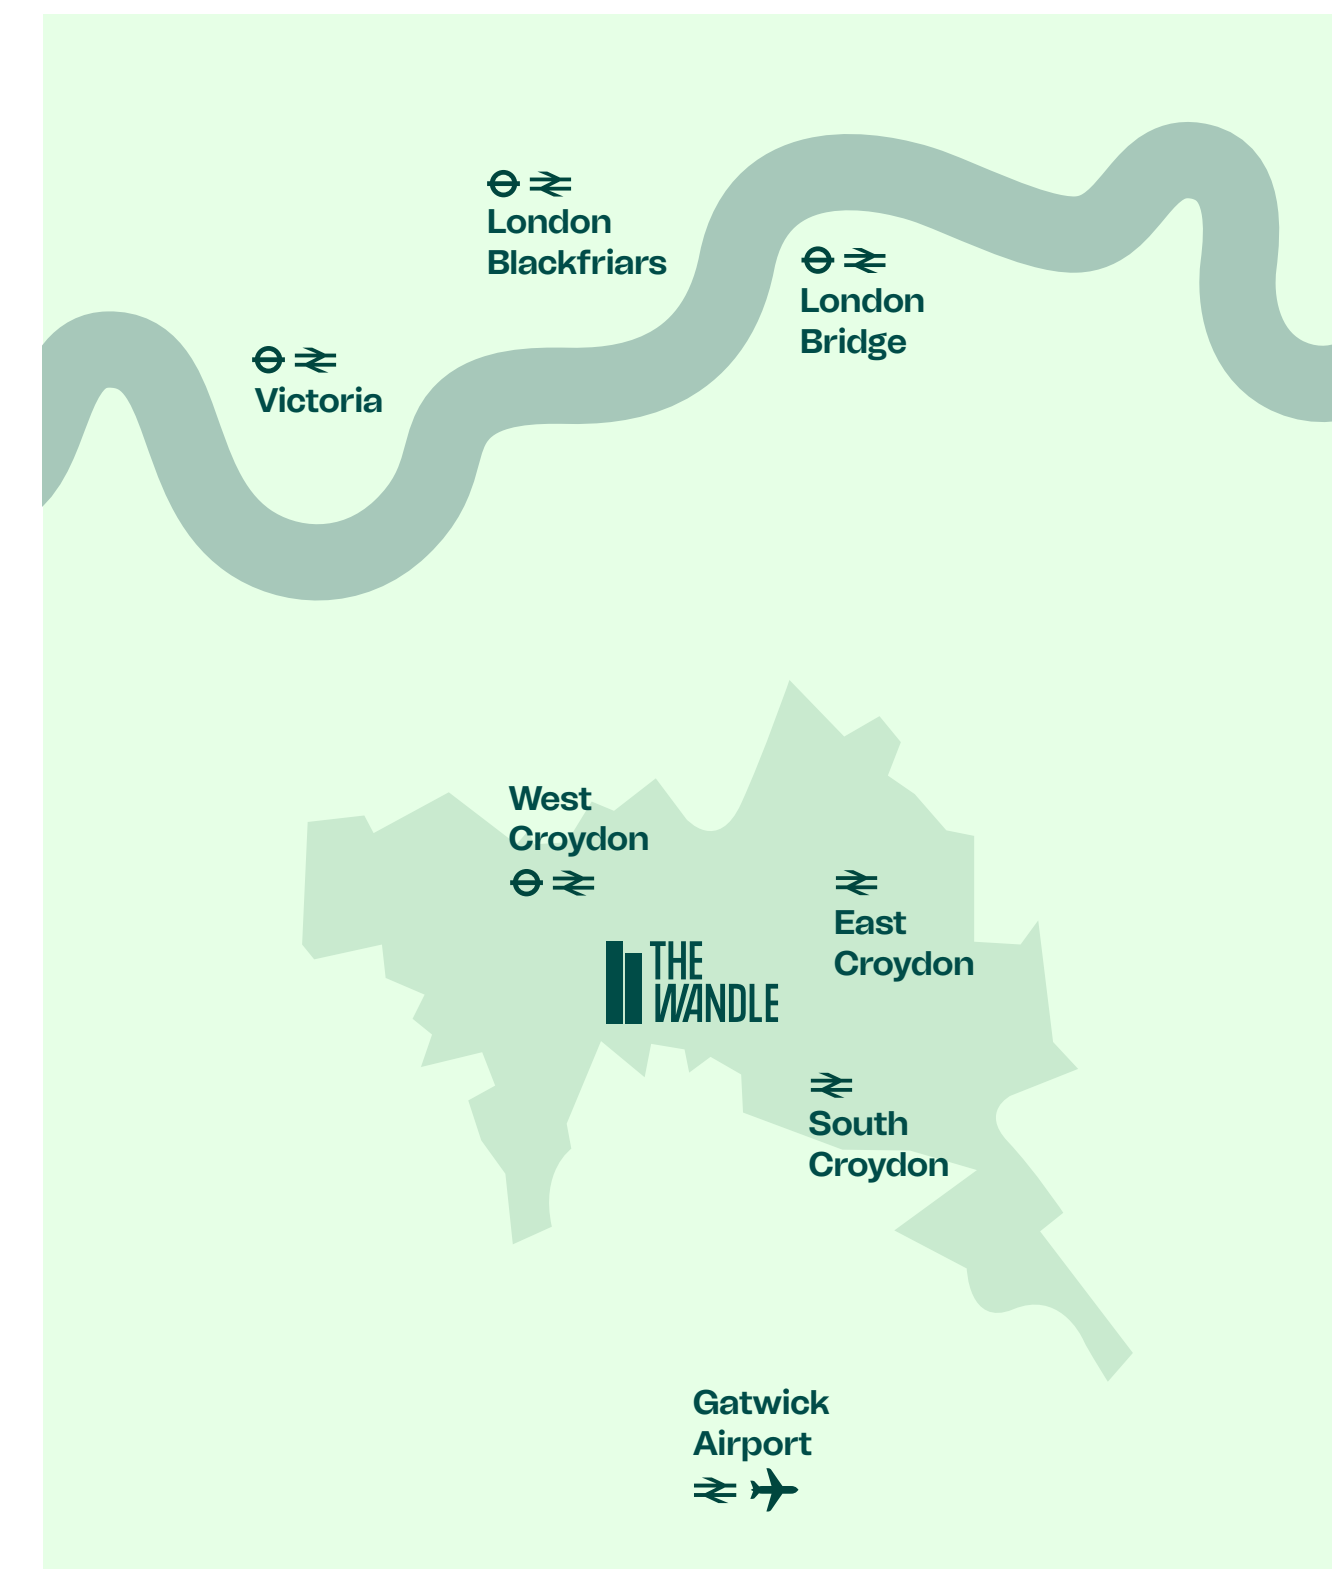 London
Blackfriars
London
Bridge
Victoria
West
Croydon
East
Croydon
THE
WANDLE
South
Croydon
Gatwick
Airport